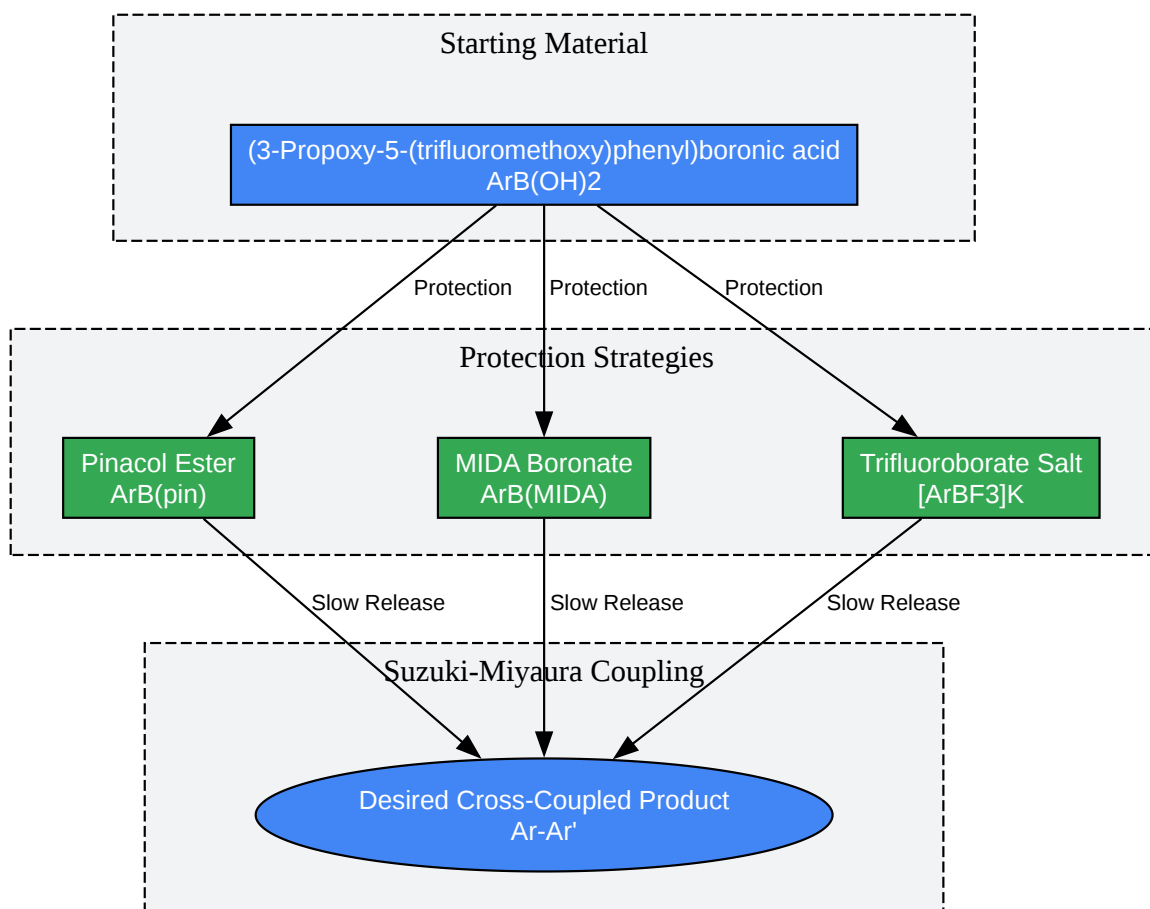 Starting Material
(3-Propoxy-5-(trifluoromethoxy)phenyl)boronic acid
ArB(OH)2
Protection
Protection
Protection
Protection Strategies
Pinacol Ester
ArB(pin)
MIDA Boronate
ArB(MIDA)
Trifluoroborate Salt
[ArBF3]K
Slow Release
Slow Release
Slow Release
Suzuki-Miyaura Coupling
Desired Cross-Coupled Product
Ar-Ar'